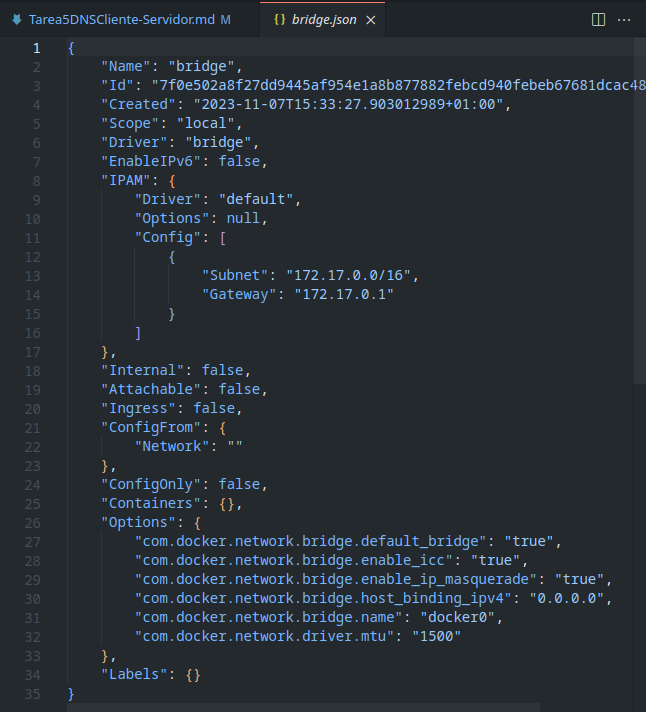 Tarea5DNSCliente-Servidor.md M
{} bridge.json ×
1 {
2 "Name": "bridge",
3 "Id": "7f0e502a8f27dd9445af954e1a8b877882febcd940febeb67681dcac48
4 "Created": "2023-11-07T15:33:27.903012989+01:00",
5 "Scope": "local",
6 "Driver": "bridge",
7 "EnableIPv6": false,
8 "IPAM": {
9 "Driver": "default",
10 "Options": null,
11 "Config": [
12 {
13 "Subnet": "172.17.0.0/16",
14 "Gateway": "172.17.0.1"
15 }
16 ]
17 },
18 "Internal": false,
19 "Attachable": false,
20 "Ingress": false,
21 "ConfigFrom": {
22 "Network": ""
23 },
24 "ConfigOnly": false,
25 "Containers": {},
26 "Options": {
27 "com.docker.network.bridge.default_bridge": "true",
28 "com.docker.network.bridge.enable_icc": "true",
29 "com.docker.network.bridge.enable_ip_masquerade": "true",
30 "com.docker.network.bridge.host_binding_ipv4": "0.0.0.0",
31 "com.docker.network.bridge.name": "docker0",
32 "com.docker.network.driver.mtu": "1500"
33 },
34 "Labels": {}
35 }